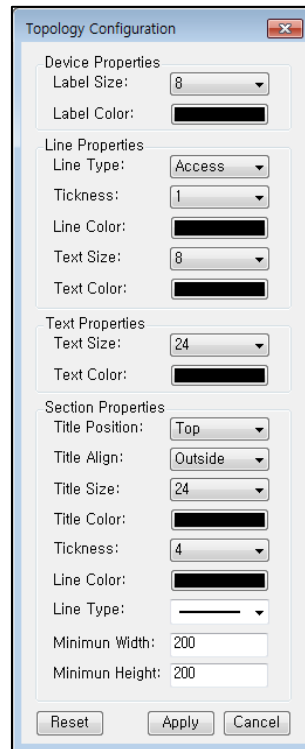 Topology Configuration
Device Properties
Label Size: 8
Label Color:
Line Properties
Line Type: Access
Tickness: 1
Line Color:
Text Size: 8
Text Color:
Text Properties
Text Size: 24
Text Color:
Section Properties
Title Position: Top
Title Align: Outside
Title Size: 24
Title Color:
Tickness: 4
Line Color:
Line Type:
Minimun Width: 200
Minimun Height: 200
Reset Apply Cancel